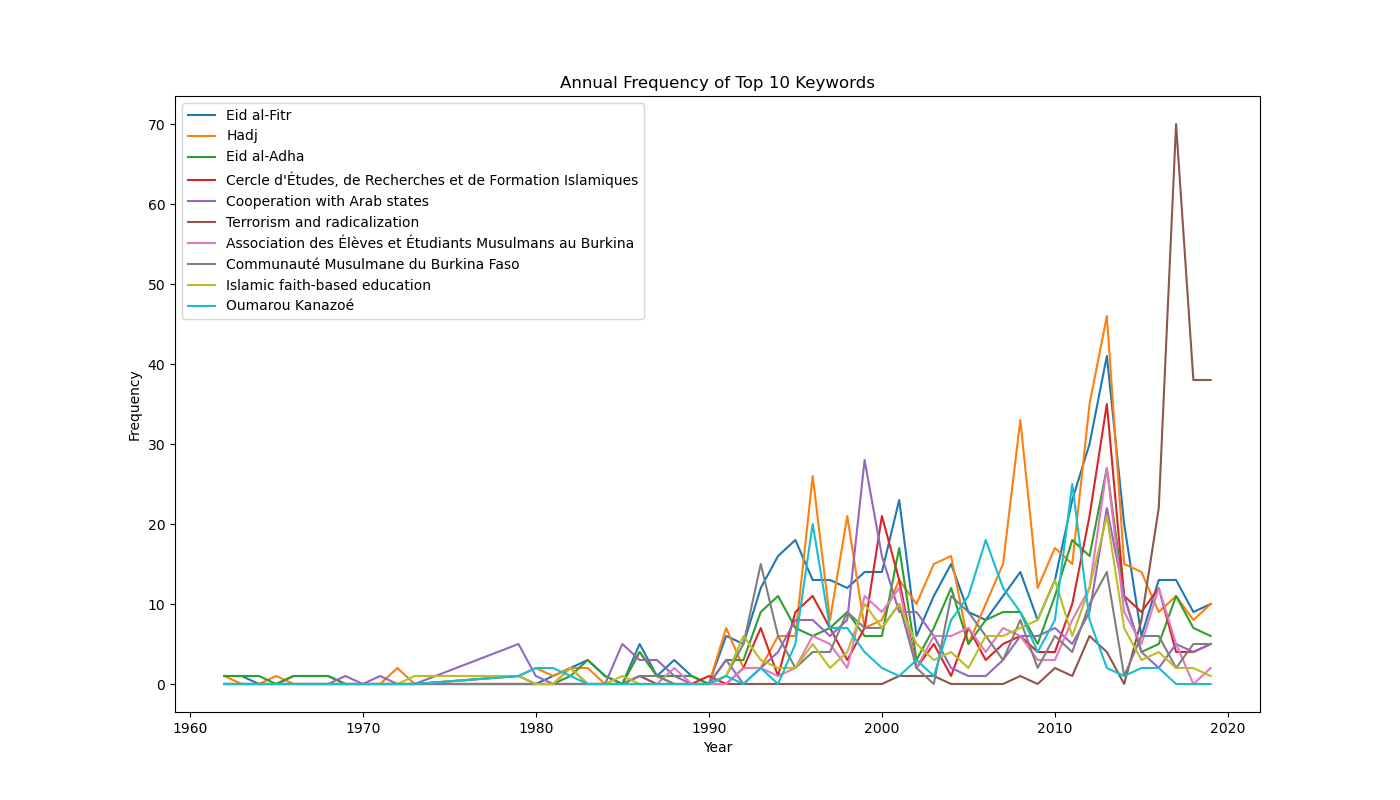 Annual Frequency of Top 10 Keywords
Eid al-Fitr
Hadj
Eid al-Adha
Cercle d'Études, de Recherches et de Formation Islamiques
Cooperation with Arab states
Terrorism and radicalization
Association des Élèves et Étudiants Musulmans au Burkina
Communauté Musulmane du Burkina Faso
Islamic faith-based education
Oumarou Kanazoé
70
60
50
40
30
20
10
0
Frequency
1960 1970 1980 1990 2000 2010 2020
Year